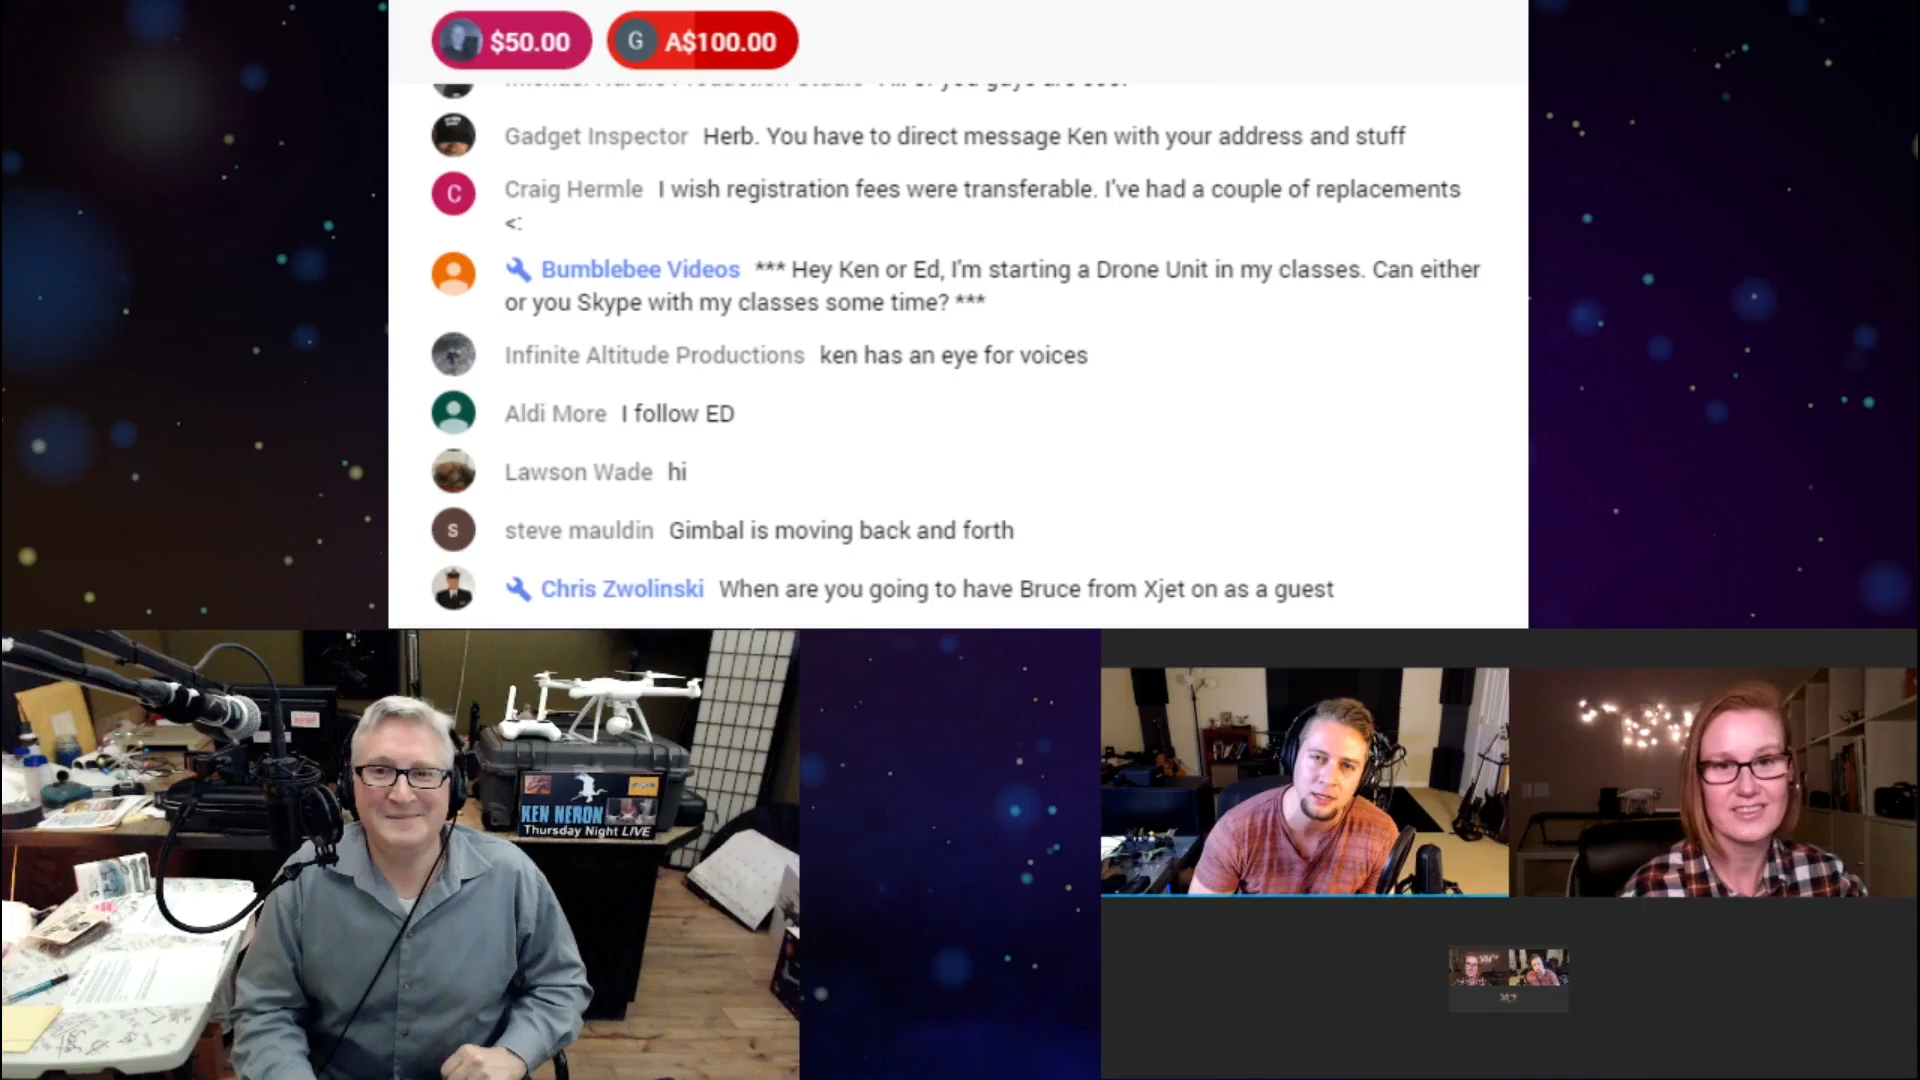 $50.00
G A$100.00
Gadget Inspector Herb. You have to direct message Ken with your address and stuff
C Craig Hermle I wish registration fees were transferable. I've had a couple of replacements
<:
Bumblebee Videos *** Hey Ken or Ed, I'm starting a Drone Unit in my classes. Can either
or you Skype with my classes some time? ***
Infinite Altitude Productions ken has an eye for voices
Aldi More I follow ED
Lawson Wade hi
S steve mauldin Gimbal is moving back and forth
Chris Zwolinski When are you going to have Bruce from Xjet on as a guest
KEN HERON
Thursday Night LIVE